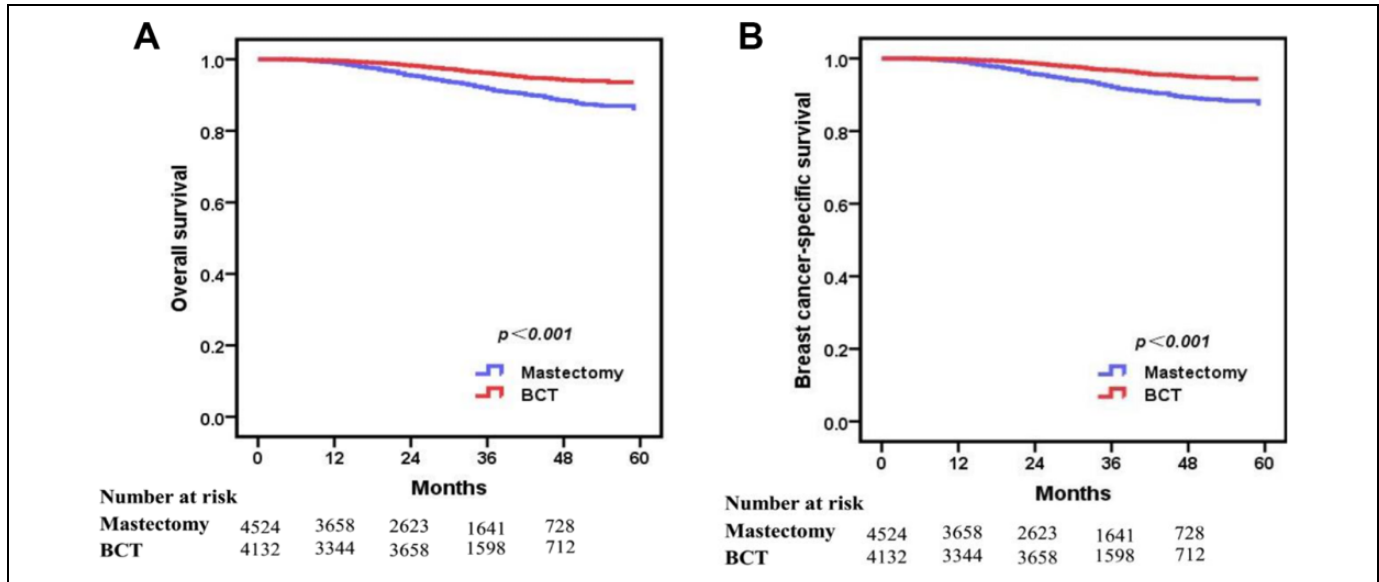 A
Overall survival
1.0
0.8
0.6
0.4
0.2
0.0
p<0.001
Mastectomy
BCT
0 12 24 36 48 60
Months
Number at risk
Mastectomy 4524 3658 2623 1641 728
BCT 4132 3344 3658 1598 712
B
Breast cancer-specific survival
1.0
0.8
0.6
0.4
0.2
0.0
p<0.001
Mastectomy
BCT
0 12 24 36 48 60
Months
Number at risk
Mastectomy 4524 3658 2623 1641 728
BCT 4132 3344 3658 1598 712